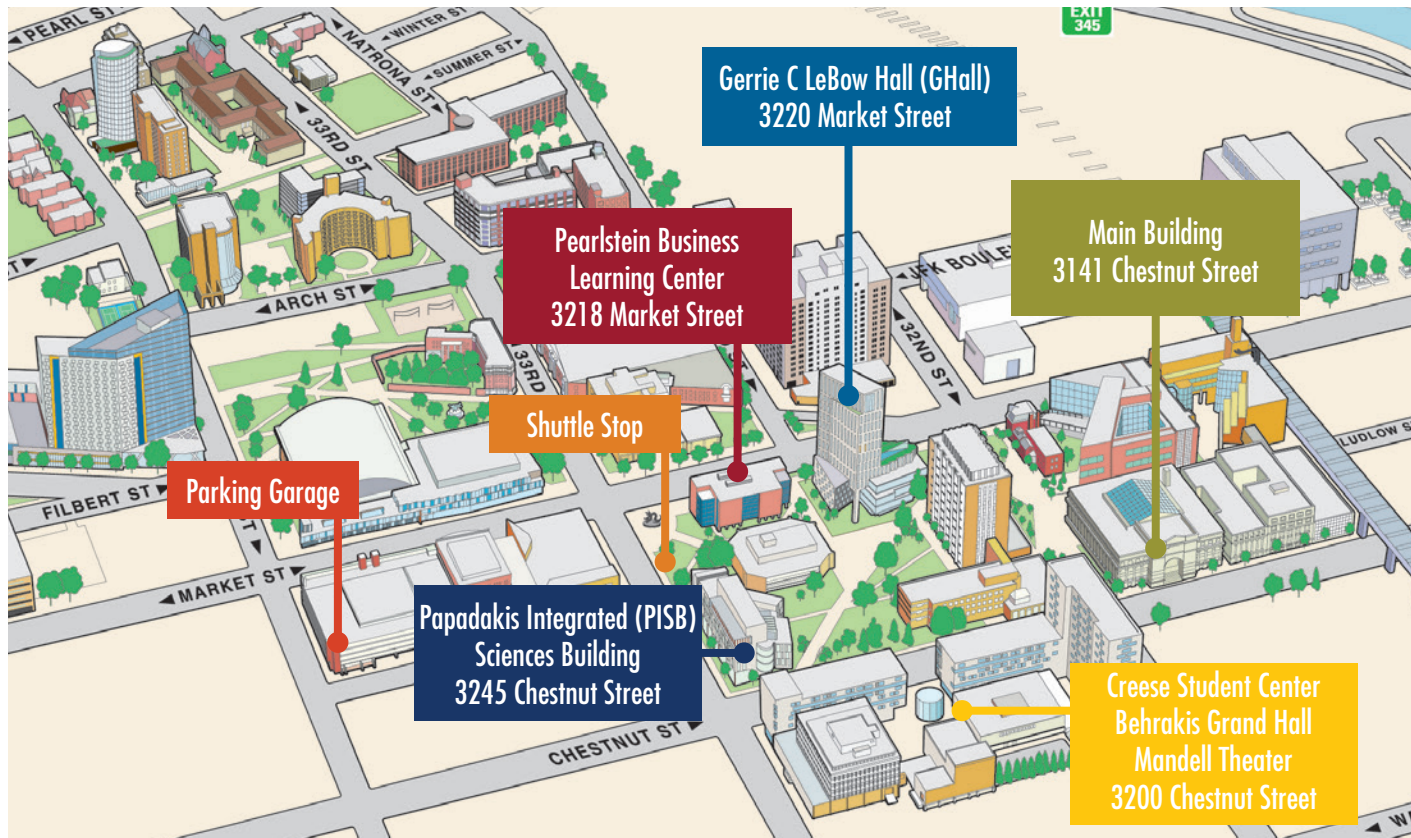 PEARL ST
WINTER ST
NATRONA ST
SUMMER ST
EXIT
345
33RD ST
Gerrie C LeBow Hall (GHall)
3220 Market Street
Pearlstein Business
Learning Center
3218 Market Street
Main Building
3141 Chestnut Street
JFK BOULE
ARCH ST
33RD
ST
32ND ST
Shuttle Stop
LUDLOW S
Parking Garage
FILBERT ST
T
MARKET ST
Papadakis Integrated (PISB)
Sciences Building
3245 Chestnut Street
CHESTNUT ST
Creese Student Center
Behrakis Grand Hall
Mandell Theater
3200 Chestnut Street
WA